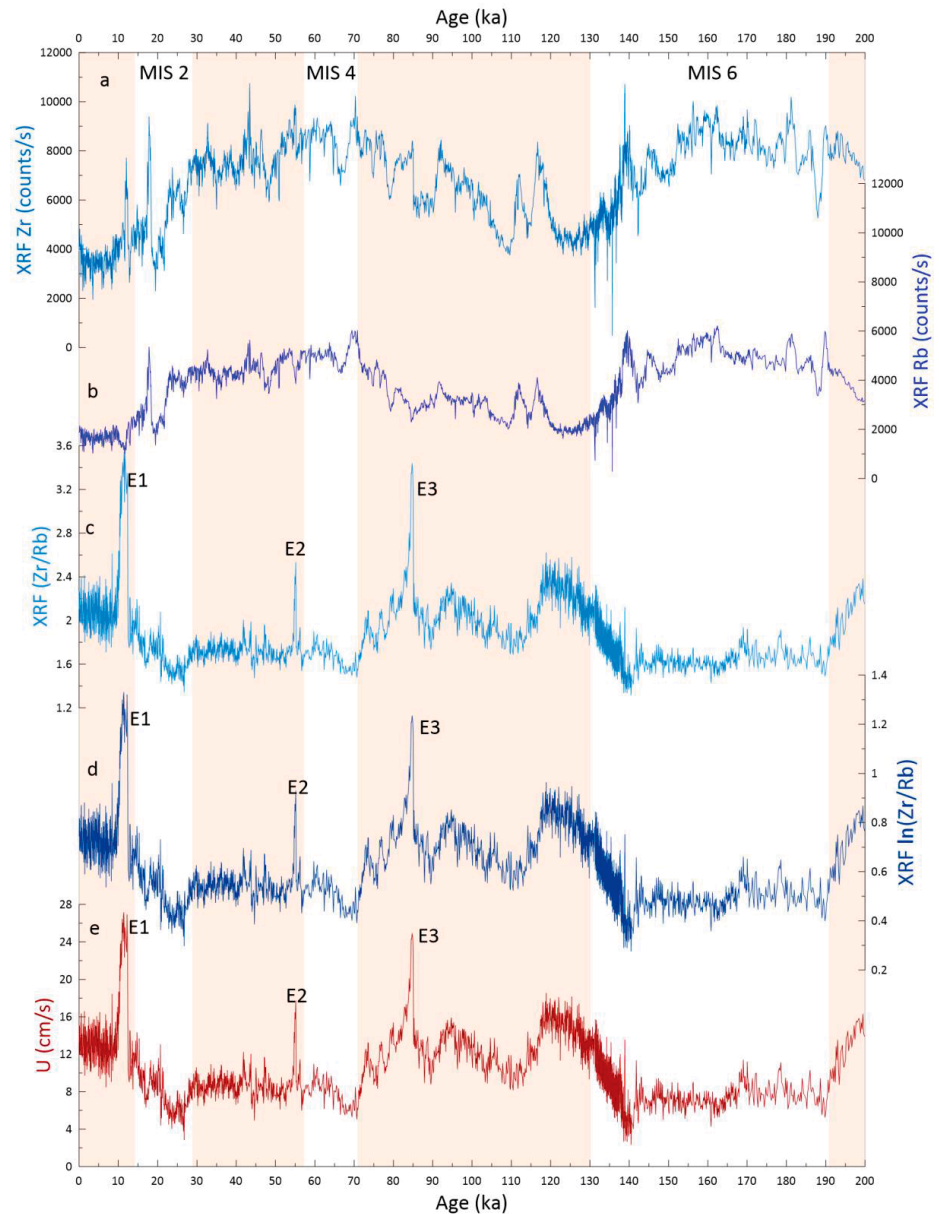 Age (ka)
0 10 20 30 40 50 60 70 80 90 100 110 120 130 140 150 160 170 180 190 200
MIS 2 MIS 4 MIS 6
a
XRF Zr (counts/s)
12000
10000
8000
6000
4000
2000
0
XRF Rb (counts/s)
12000
10000
8000
6000
4000
2000
0
b
c
XRF (Zr/Rb)
3.6
3.2
2.8
2.4
2
1.6
1.2
E1 E2 E3
d
XRF ln(Zr/Rb)
1.4
1.2
1
0.8
0.6
0.4
0.2
E1 E2 E3
e
U (cm/s)
28
24
20
16
12
8
4
0
E1 E2 E3
0 10 20 30 40 50 60 70 80 90 100 110 120 130 140 150 160 170 180 190 200
Age (ka)